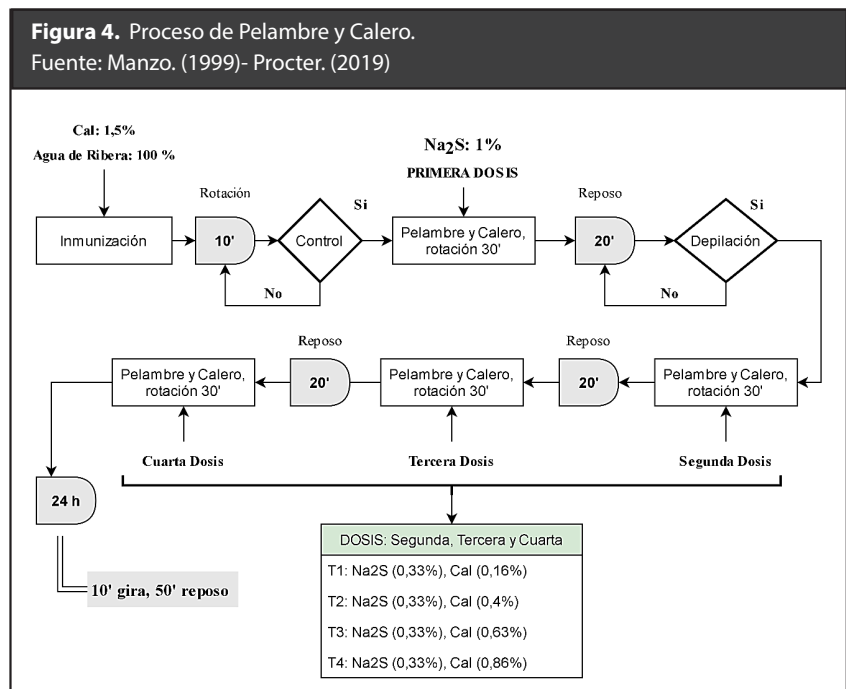 Figura 4. Proceso de Pelambre y Calero.
Fuente: Manzo. (1999)- Procter. (2019)
Cal: 1,5%
Agua de Ribera: 100 %
Inmunización
Rotación
10'
Control
Si
No
Na2S: 1%
PRIMERA DOSIS
Pelambre y Calero,
rotación 30'
Reposo
20'
Depilación
Si
No
Pelambre y Calero,
rotación 30'
Segunda Dosis
Reposo
20'
Pelambre y Calero,
rotación 30'
Tercera Dosis
Reposo
20'
Pelambre y Calero,
rotación 30'
Cuarta Dosis
24 h
10' gira, 50' reposo
DOSIS: Segunda, Tercera y Cuarta
T1: Na2S (0,33%), Cal (0,16%)
T2: Na2S (0,33%), Cal (0,4%)
T3: Na2S (0,33%), Cal (0,63%)
T4: Na2S (0,33%), Cal (0,86%)